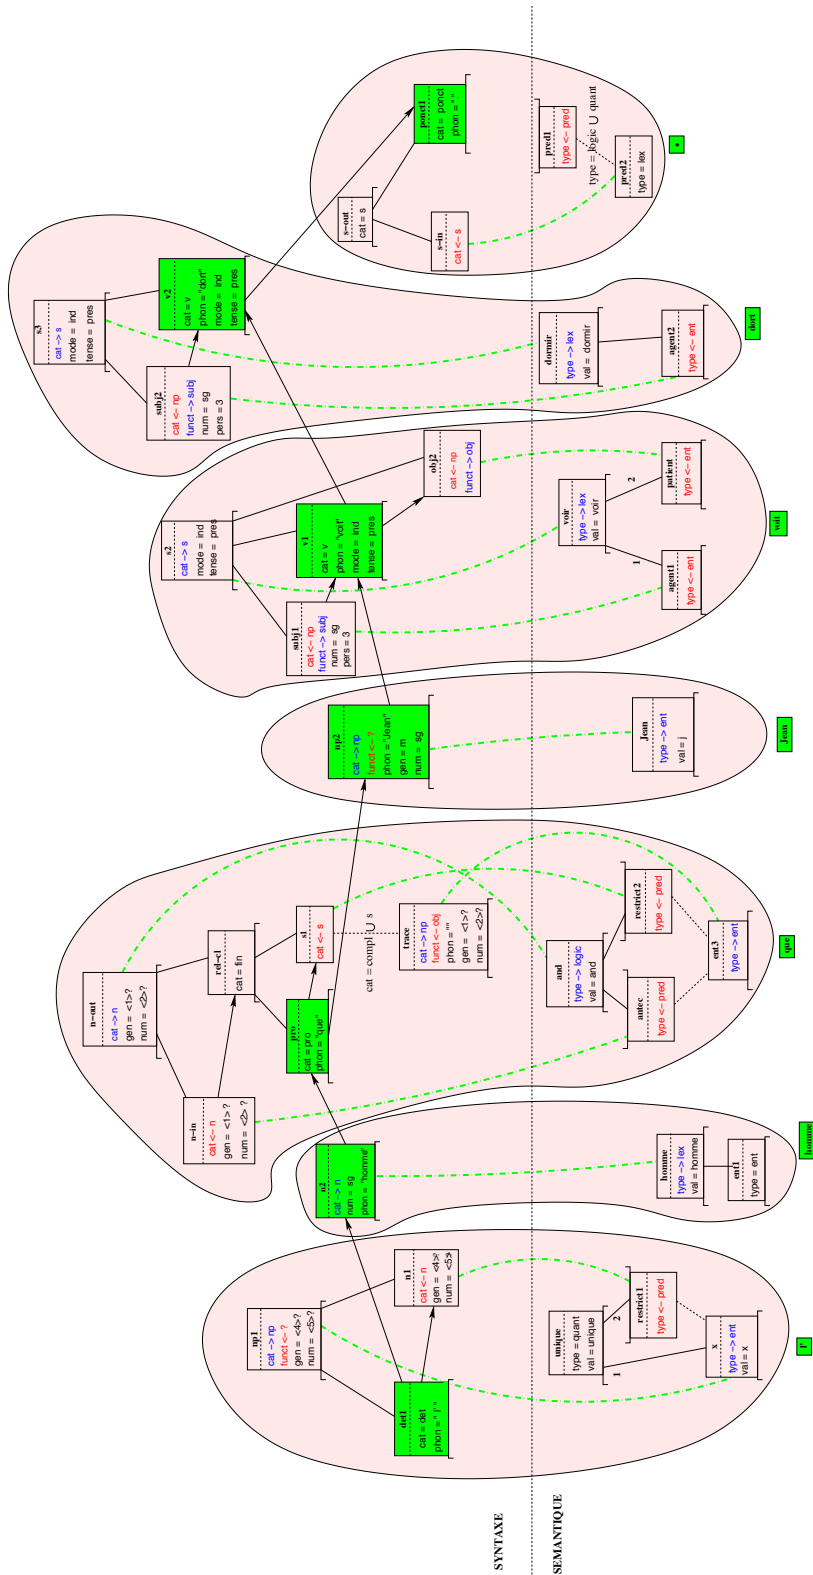 SYNTAXE
SEMANTIQUE
np1
cat -> np
funct <- ?
gen = <4>?
num = <5>?
det1
cat = det
phon = " l' "
n1
cat <- n
gen = <4>?
num = <5>?
unique
type = quant
val = unique
1
2
restrict1
type <- pred
x
type -> ent
val = x
l'
n2
cat -> n
num = sg
phon = "homme"
homme
type -> lex
val = homme
ent1
type = ent
homme
n-out
cat -> n
gen = <1>?
num = <2>?
n-in
cat <- n
gen = <1> ?
num = <2> ?
rel-cl
cat = fin
pro
cat = pro
phon = "que"
s1
cat <- s
cat = compl ∪ s
trace
cat -> np
funct <- obj
phon = ""
gen = <1>?
num = <2>?
and
type -> logic
val = and
antec
type <- pred
restrict2
type <- pred
ent3
type -> ent
que
np2
cat -> np
funct <- ?
phon = "Jean"
gen = m
num = sg
Jean
type -> ent
val = j
Jean
s2
cat -> s
mode = ind
tense = pres
subj1
cat <- np
funct -> subj
num = sg
pers = 3
v1
cat = v
phon = "voit"
mode = ind
tense = pres
obj2
cat <- np
funct -> obj
voir
type -> lex
val = voir
1
2
agent1
type <- ent
patient
type <- ent
voit
s3
cat -> s
mode = ind
tense = pres
subj2
cat <- np
funct -> subj
num = sg
pers = 3
v2
cat = v
phon = "dort"
mode = ind
tense = pres
dormir
type -> lex
val = dormir
agent2
type <- ent
dort
s-out
cat = s
s-in
cat <- s
ponct1
cat = ponct
phon = "."
pred1
type <- pred
type = logic ∪ quant
pred2
type = lex
•